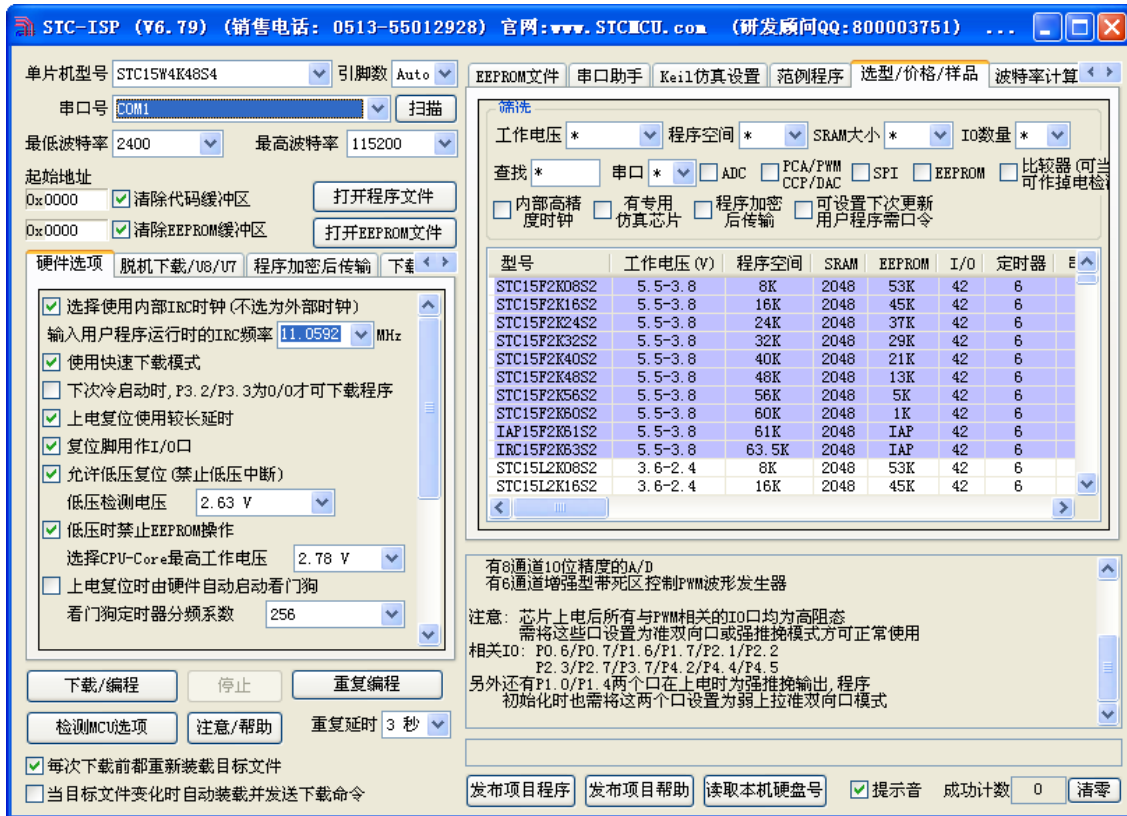 STC-ISP (V6.79) (销售电话: 0513-55012928) 官网:www.STCMCU.com (研发顾问QQ:800003751) ...
单片机型号 STC15W4K48S4 引脚数 Auto
串口号 COM1 扫描
最低波特率 2400 最高波特率 115200
起始地址
0x0000 清除代码缓冲区 打开程序文件
0x0000 清除EEPROM缓冲区 打开EEPROM文件
硬件选项 脱机下载/U8/U7 程序加密后传输 下载
选择使用内部IRC时钟(不选为外部时钟)
输入用户程序运行时的IRC频率 11.0592 MHz
使用快速下载模式
下次冷启动时,P3.2/P3.3为0/0才可下载程序
上电复位使用较长延时
复位脚用作I/O口
允许低压复位(禁止低压中断)
低压检测电压 2.63 V
低压时禁止EEPROM操作
选择CPU-Core最高工作电压 2.78 V
上电复位时由硬件自动启动看门狗
看门狗定时器分频系数 256
下载/编程 停止 重复编程
检测MCU选项 注意/帮助 重复延时 3 秒
每次下载前都重新装载目标文件
当目标文件变化时自动装载并发送下载命令
EEPROM文件 串口助手 Keil仿真设置 范例程序 选型/价格/样品 波特率计算
筛选
工作电压 * 程序空间 * SRAM大小 * IO数量 *
查找 * 串口 * ADC PCA/PWM CCP/DAC SPI EEPROM 比较器(可当 可作掉电检测
内部高精度时钟 有专用仿真芯片 程序加密后传输 可设置下次更新用户程序需口令
型号 工作电压(V) 程序空间 SRAM EEPROM I/O 定时器
STC15F2K08S2 5.5-3.8 8K 2048 53K 42 6
STC15F2K16S2 5.5-3.8 16K 2048 45K 42 6
STC15F2K24S2 5.5-3.8 24K 2048 37K 42 6
STC15F2K32S2 5.5-3.8 32K 2048 29K 42 6
STC15F2K40S2 5.5-3.8 40K 2048 21K 42 6
STC15F2K48S2 5.5-3.8 48K 2048 13K 42 6
STC15F2K56S2 5.5-3.8 56K 2048 5K 42 6
STC15F2K60S2 5.5-3.8 60K 2048 1K 42 6
IAP15F2K61S2 5.5-3.8 61K 2048 IAP 42 6
IRC15F2K63S2 5.5-3.8 63.5K 2048 IAP 42 6
STC15L2K08S2 3.6-2.4 8K 2048 53K 42 6
STC15L2K16S2 3.6-2.4 16K 2048 45K 42 6
有8通道10位精度的A/D
有6通道增强型带死区控制PWM波形发生器
注意: 芯片上电后所有与PWM相关的IO口均为高阻态
需将这些口设置为准双向口或强推挽模式方可正常使用
相关IO: P0.6/P0.7/P1.6/P1.7/P2.1/P2.2
P2.3/P2.7/P3.7/P4.2/P4.4/P4.5
另外还有P1.0/P1.4两个口在上电时为强推挽输出,程序
初始化时也需将这两个口设置为弱上拉准双向口模式
发布项目程序 发布项目帮助 读取本机硬盘号 提示音 成功计数 0 清零